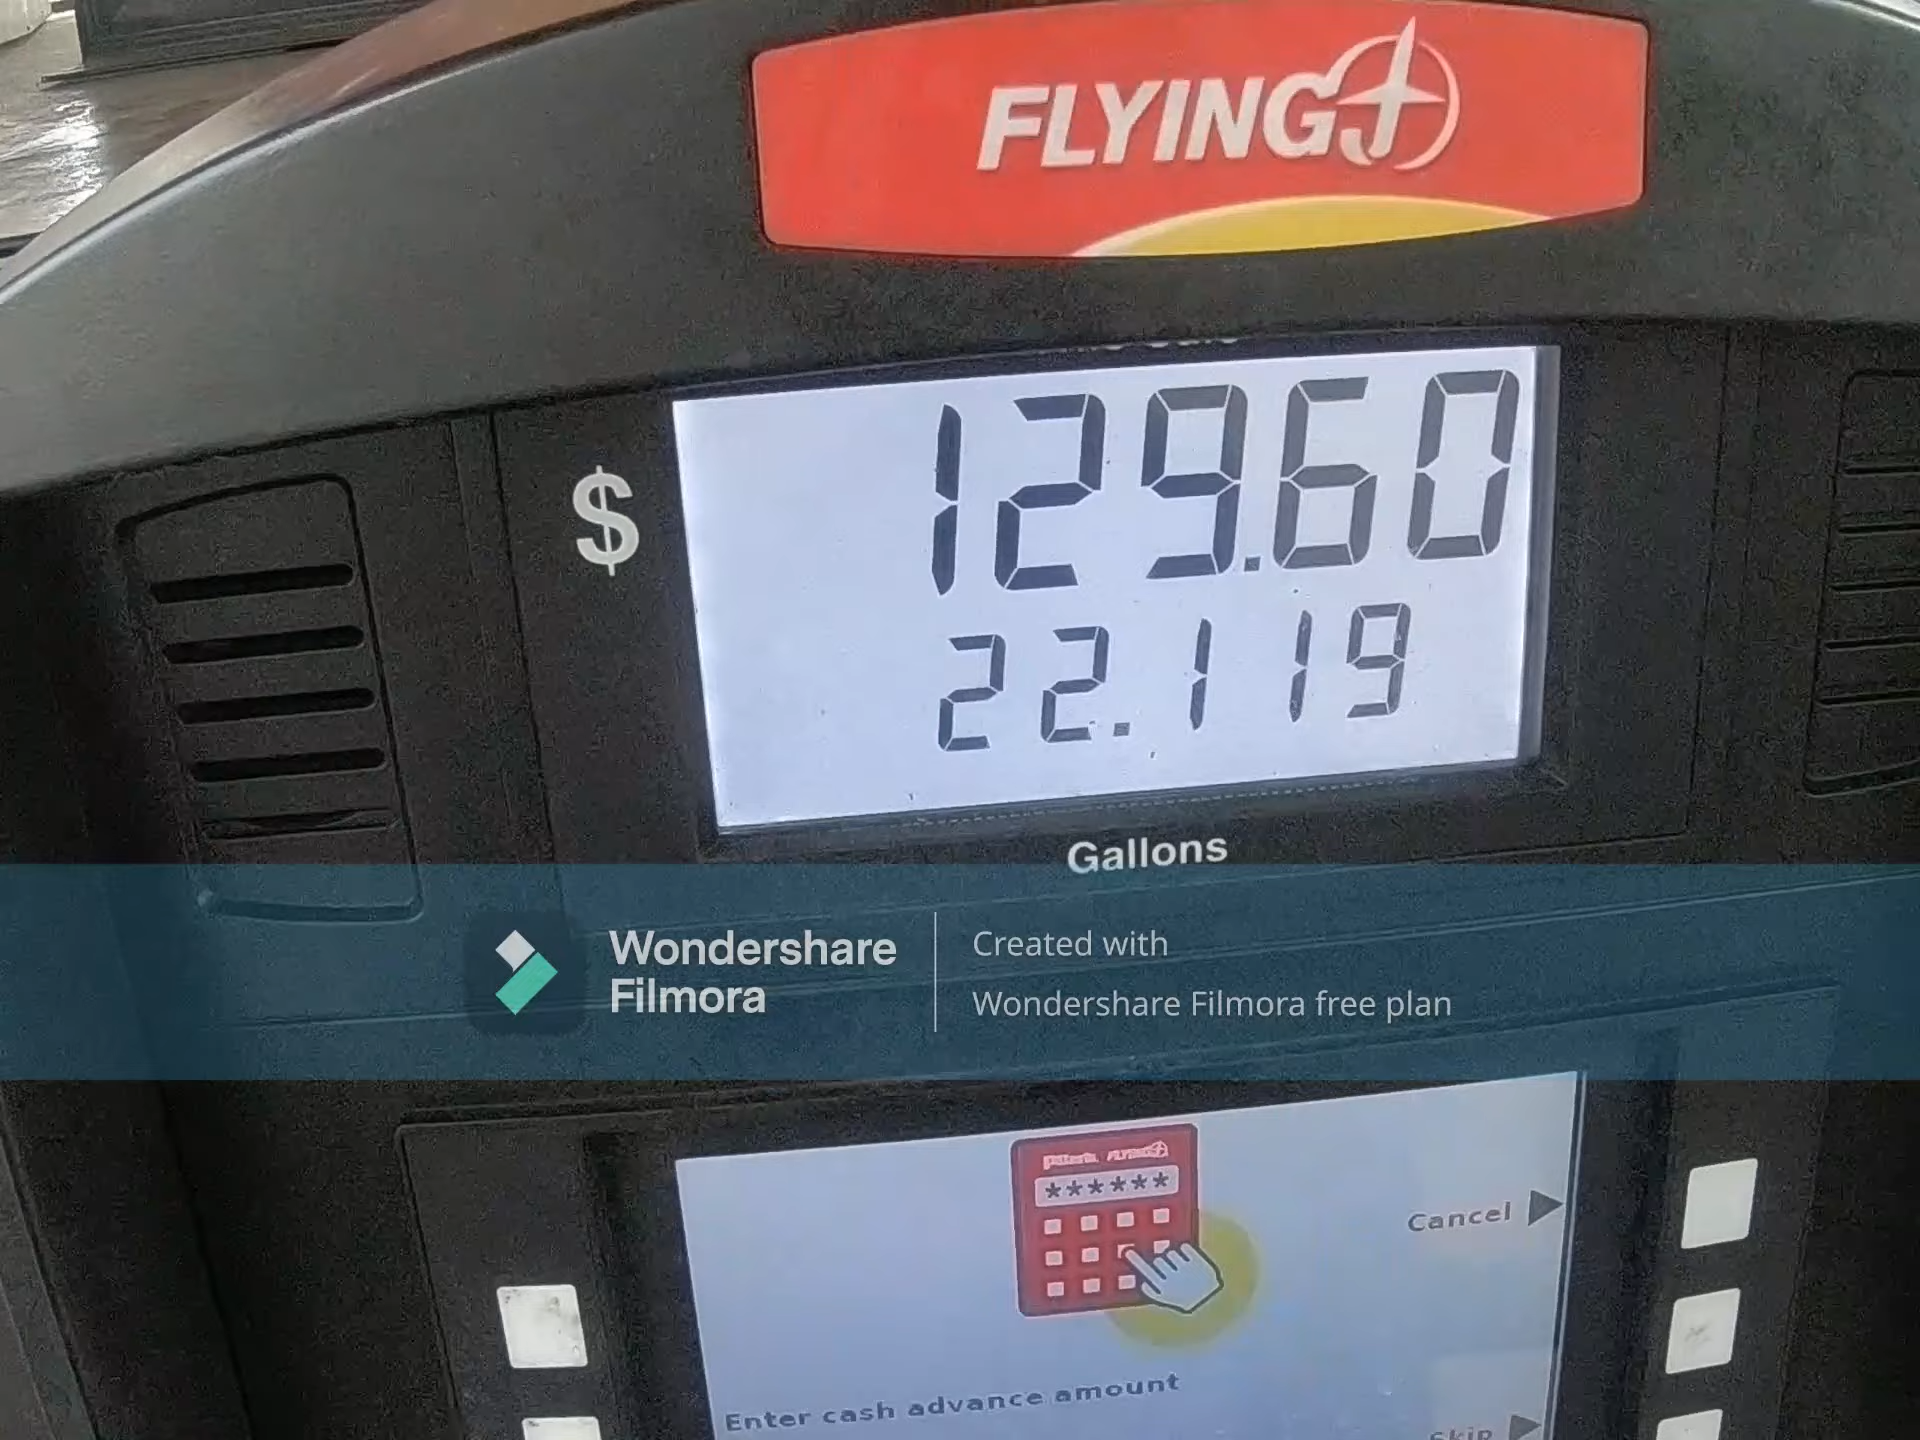 FLYING J
$ 129.60
22.119
Gallons
Wondershare
Filmora
Created with
Wondershare Filmora free plan
FLYING J
******
Cancel
Enter cash advance amount
Skip